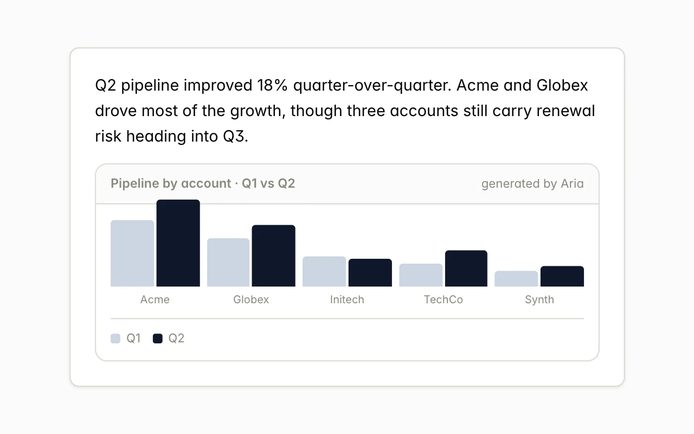 Q2 pipeline improved 18% quarter-over-quarter. Acme and Globex
drove most of the growth, though three accounts still carry renewal
risk heading into Q3.
Pipeline by account · Q1 vs Q2
generated by Aria
Acme
Globex
Initech
TechCo
Synth
Q1
Q2